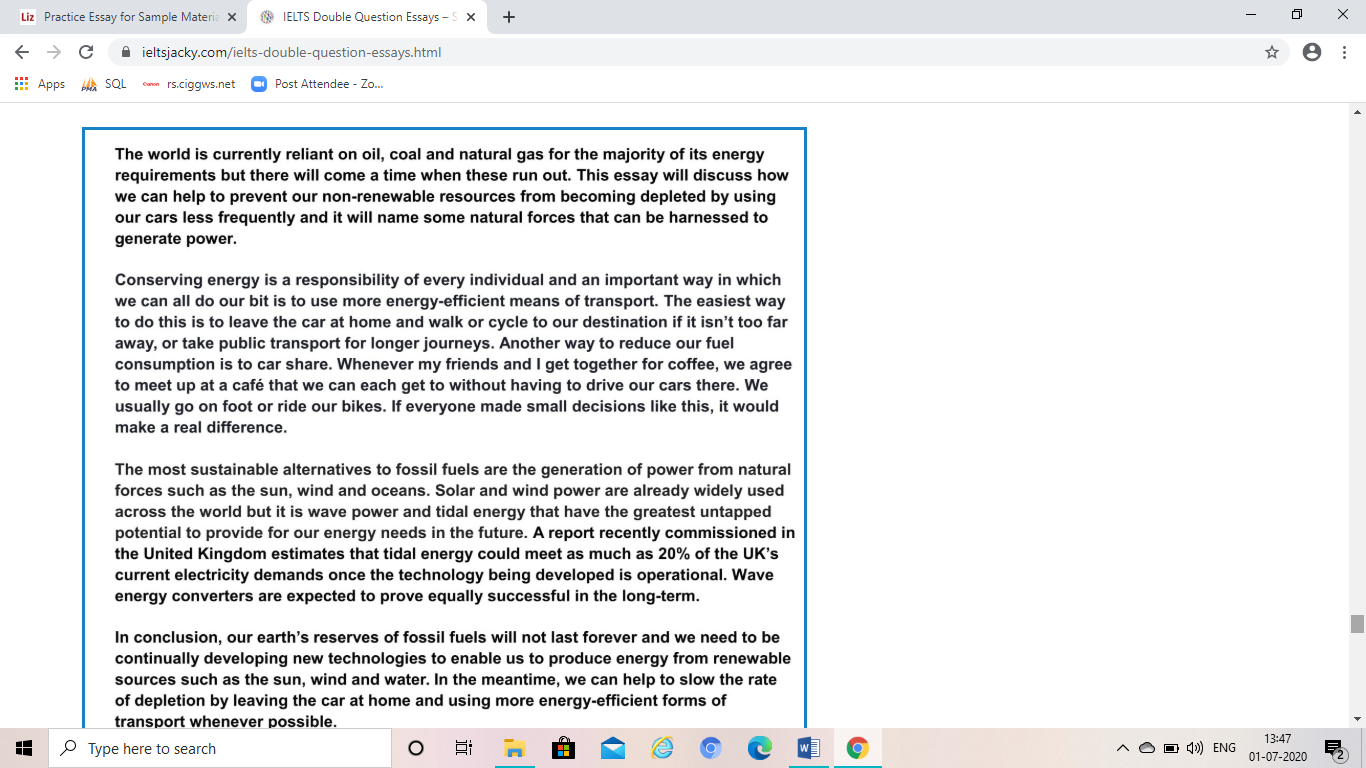 Liz Practice Essay for Sample Materia
IELTS Double Question Essays – S
ieltsjacky.com/ielts-double-question-essays.html
Apps
PMA SQL
Canon rs.ciggws.net
Post Attendee - Zo...
The world is currently reliant on oil, coal and natural gas for the majority of its energy
requirements but there will come a time when these run out. This essay will discuss how
we can help to prevent our non-renewable resources from becoming depleted by using
our cars less frequently and it will name some natural forces that can be harnessed to
generate power.
Conserving energy is a responsibility of every individual and an important way in which
we can all do our bit is to use more energy-efficient means of transport. The easiest way
to do this is to leave the car at home and walk or cycle to our destination if it isn’t too far
away, or take public transport for longer journeys. Another way to reduce our fuel
consumption is to car share. Whenever my friends and I get together for coffee, we agree
to meet up at a café that we can each get to without having to drive our cars there. We
usually go on foot or ride our bikes. If everyone made small decisions like this, it would
make a real difference.
The most sustainable alternatives to fossil fuels are the generation of power from natural
forces such as the sun, wind and oceans. Solar and wind power are already widely used
across the world but it is wave power and tidal energy that have the greatest untapped
potential to provide for our energy needs in the future. A report recently commissioned in
the United Kingdom estimates that tidal energy could meet as much as 20% of the UK’s
current electricity demands once the technology being developed is operational. Wave
energy converters are expected to prove equally successful in the long-term.
In conclusion, our earth’s reserves of fossil fuels will not last forever and we need to be
continually developing new technologies to enable us to produce energy from renewable
sources such as the sun, wind and water. In the meantime, we can help to slow the rate
of depletion by leaving the car at home and using more energy-efficient forms of
transport whenever possible.
Type here to search
ENG
13:47
01-07-2020
2